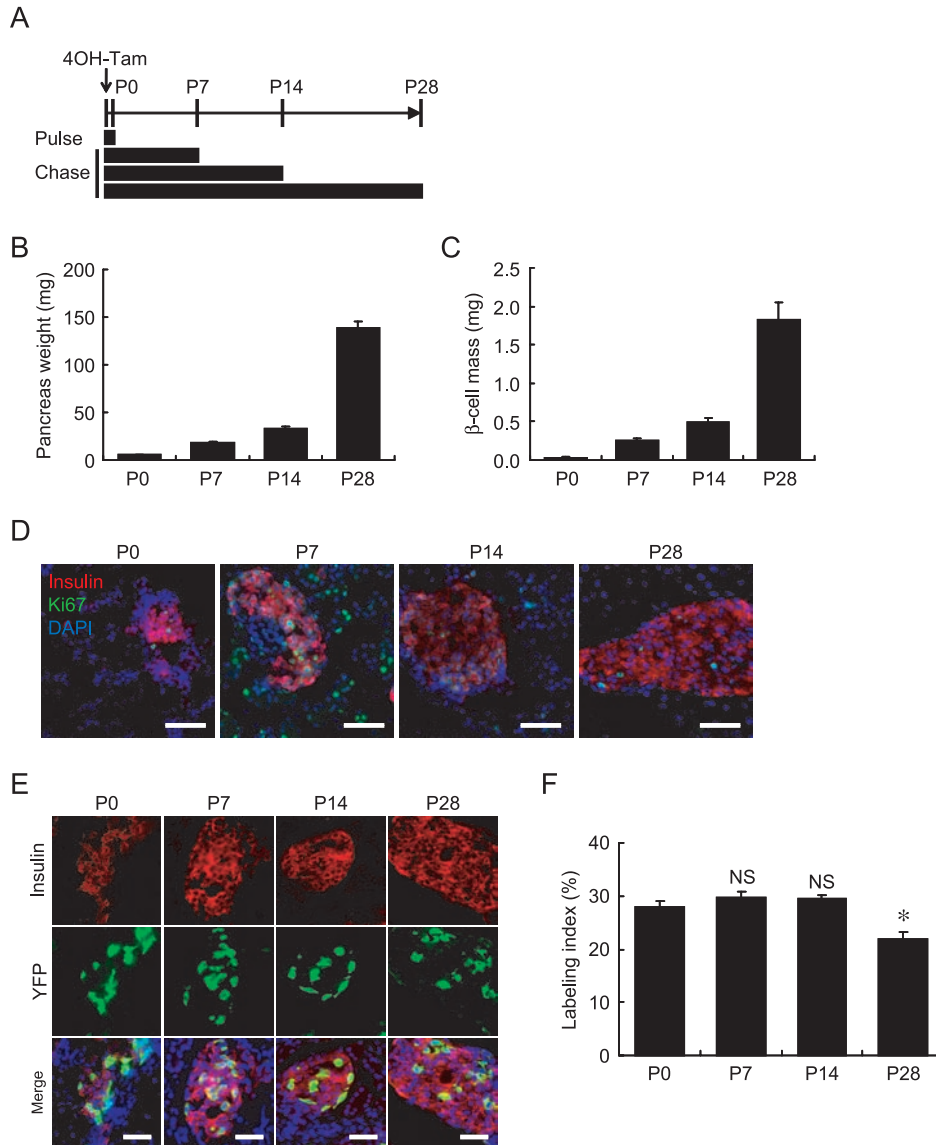 A
4OH-Tam
P0 P7 P14 P28
Pulse
Chase
B
Pancreas weight (mg)
200
150
100
50
0
P0 P7 P14 P28
C
β-cell mass (mg)
2.5
2.0
1.5
1.0
0.5
0.0
P0 P7 P14 P28
D
P0 P7 P14 P28
Insulin
Ki67
DAPI
E
P0 P7 P14 P28
Insulin
YFP
Merge
F
Labeling index (%)
40
30
20
10
0
NS NS *
P0 P7 P14 P28